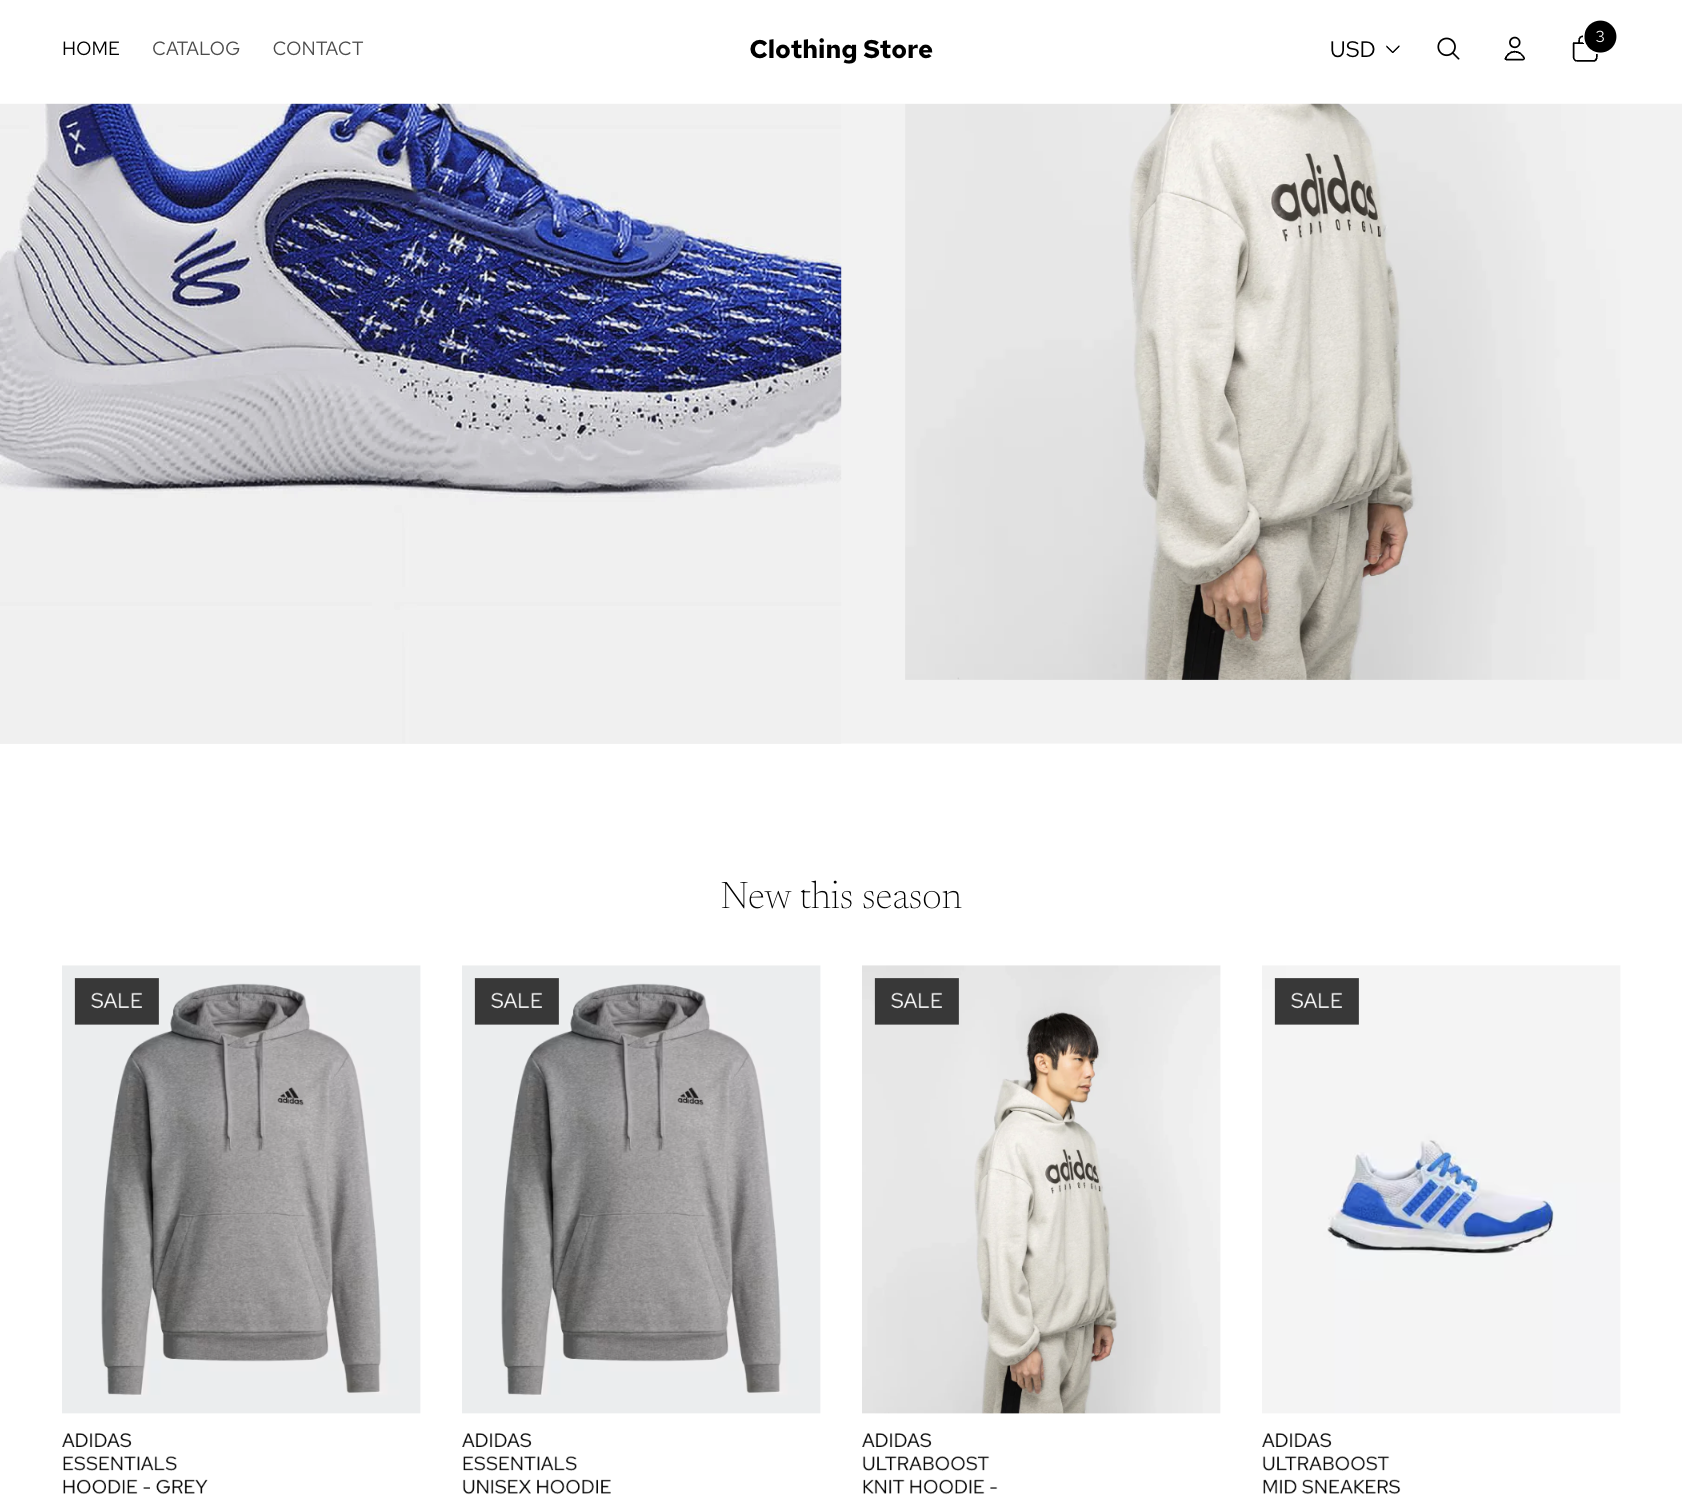 HOME CATALOG CONTACT Clothing Store USD 3
adidas
SALE SALE SALE SALE
adidas adidas adidas
New this season
ADIDAS
ESSENTIALS
HOODIE - GREY
ADIDAS
ESSENTIALS
UNISEX HOODIE
ADIDAS
ULTRABOOST
KNIT HOODIE -
ADIDAS
ULTRABOOST
MID SNEAKERS